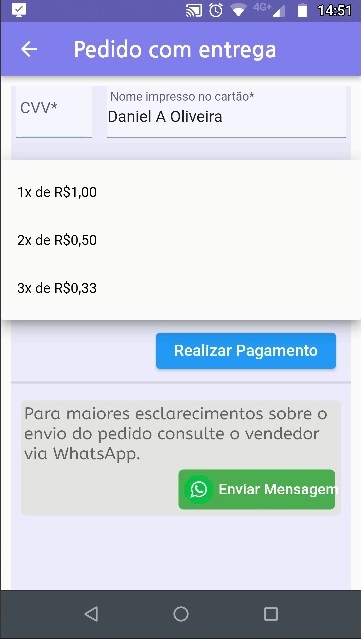 4G+ 14:51
Pedido com entrega
CVV*
Nome impresso no cartão*
Daniel A Oliveira
1x de R$1,00
2x de R$0,50
3x de R$0,33
Realizar Pagamento
Para maiores esclarecimentos sobre o
envio do pedido consulte o vendedor
via WhatsApp.
Enviar Mensagem